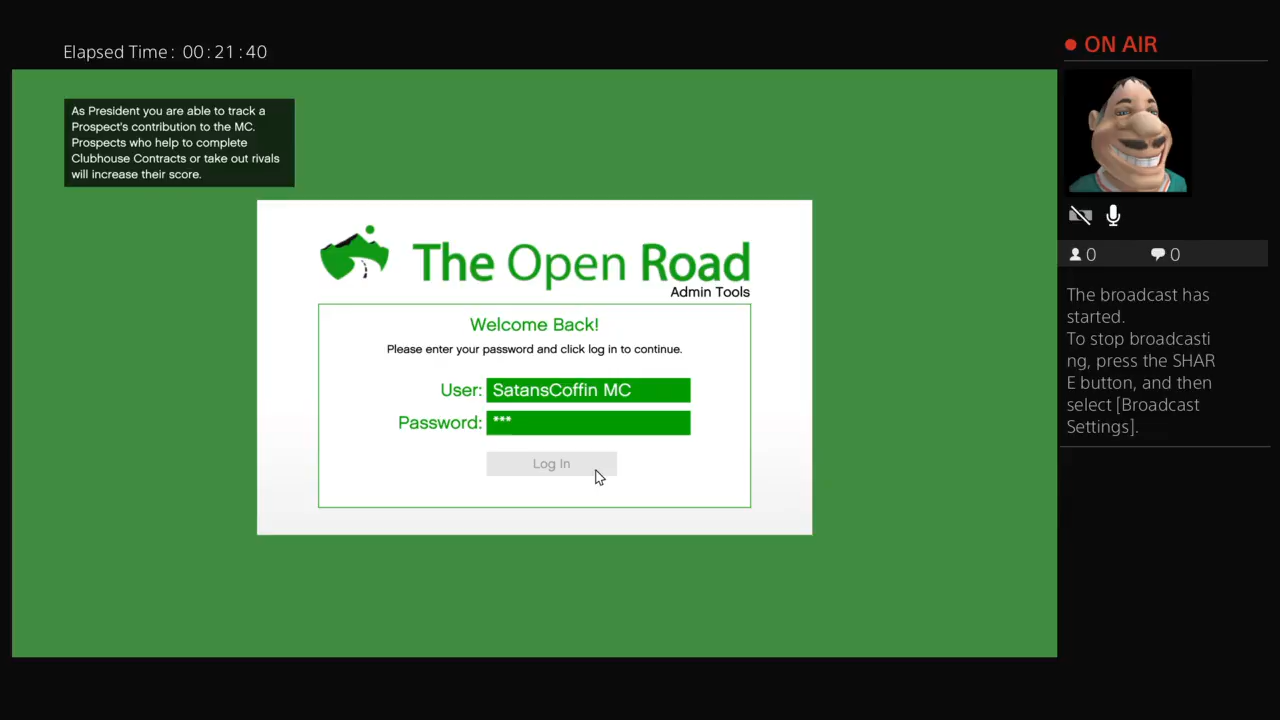 Elapsed Time: 00:21:40
ON AIR
As President you are able to track a
Prospect's contribution to the MC.
Prospects who help to complete
Clubhouse Contracts or take out rivals
will increase their score.
The Open Road
Admin Tools
Welcome Back!
Please enter your password and click log in to continue.
User: SatansCoffin MC
Password: ***
Log In
0 0
The broadcast has
started.
To stop broadcasti
ng, press the SHAR
E button, and then
select [Broadcast
Settings].